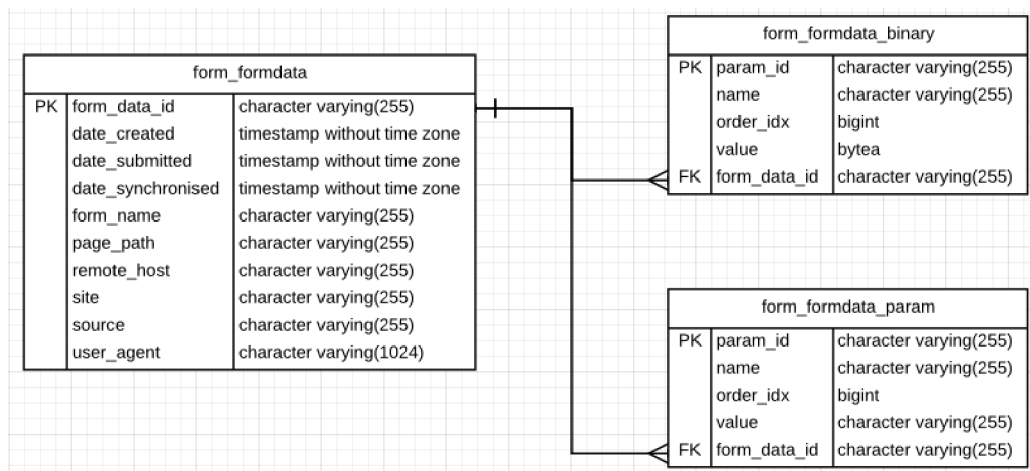 form_formdata
PK form_data_id character varying(255)
date_created timestamp without time zone
date_submitted timestamp without time zone
date_synchronised timestamp without time zone
form_name character varying(255)
page_path character varying(255)
remote_host character varying(255)
site character varying(255)
source character varying(255)
user_agent character varying(1024)
form_formdata_binary
PK param_id character varying(255)
name character varying(255)
order_idx bigint
value bytea
FK form_data_id character varying(255)
form_formdata_param
PK param_id character varying(255)
name character varying(255)
order_idx bigint
value character varying(255)
FK form_data_id character varying(255)